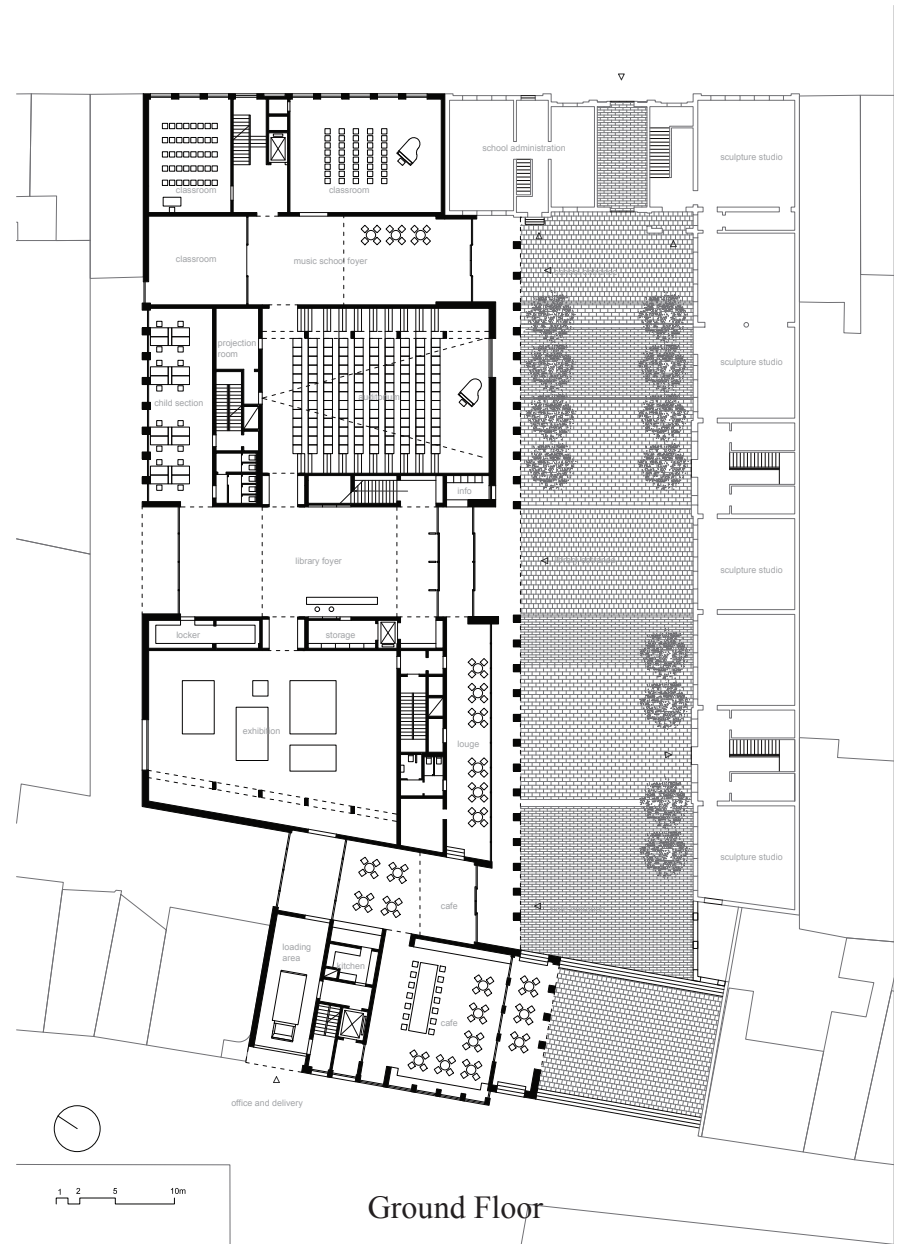 school administration
sculpture studio
classroom
classroom
classroom
music school foyer
projection
room
sculpture studio
child section
info
library foyer
sculpture studio
locker
storage
exhibition
louge
sculpture studio
cafe
loading
area
kitchen
cafe
office and delivery
1 2 5 10m
Ground Floor